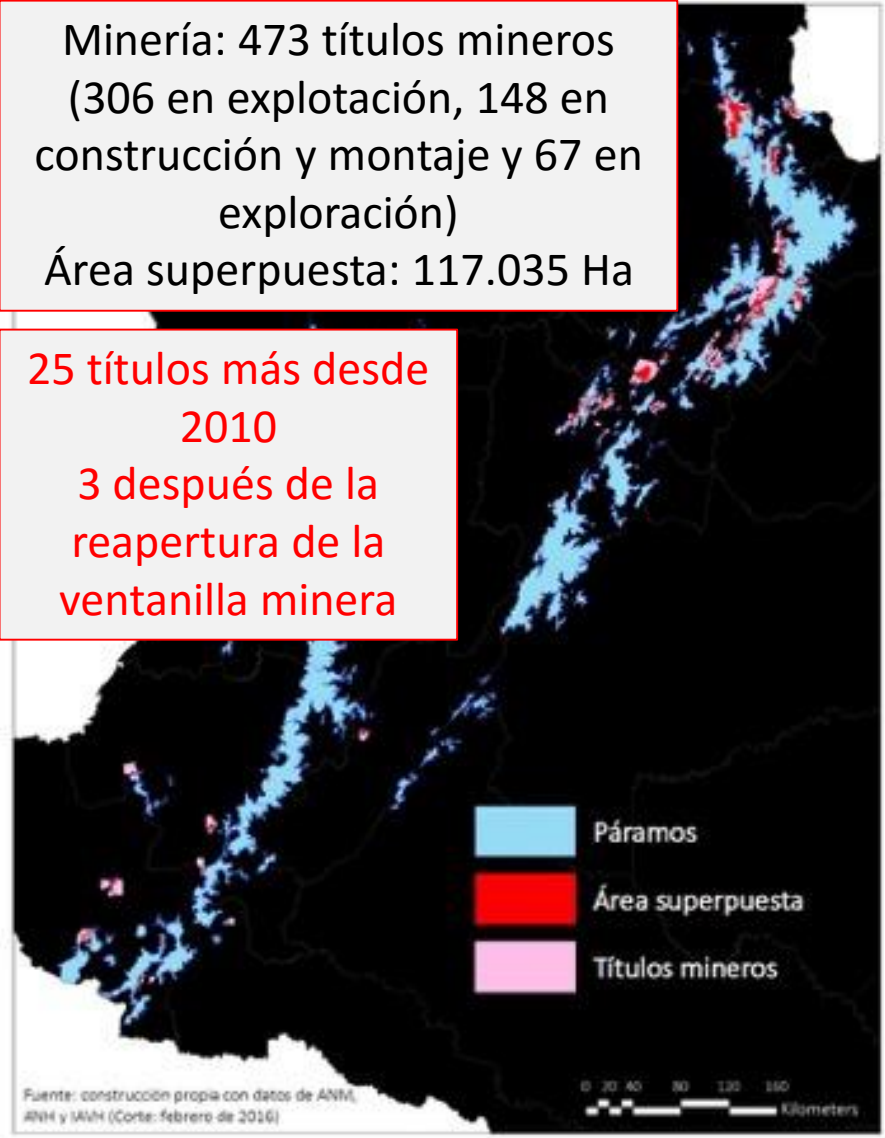 Minería: 473 títulos mineros
(306 en explotación, 148 en
construcción y montaje y 67 en
exploración)
Área superpuesta: 117.035 Ha
25 títulos más desde
2010
3 después de la
reapertura de la
ventanilla minera
Páramos
Área superpuesta
Títulos mineros
Fuente: construcción propia con datos de ANM,
ANH y IAVH (Corte: febrero de 2016)
0 20 40 80 120 160
Kilometers